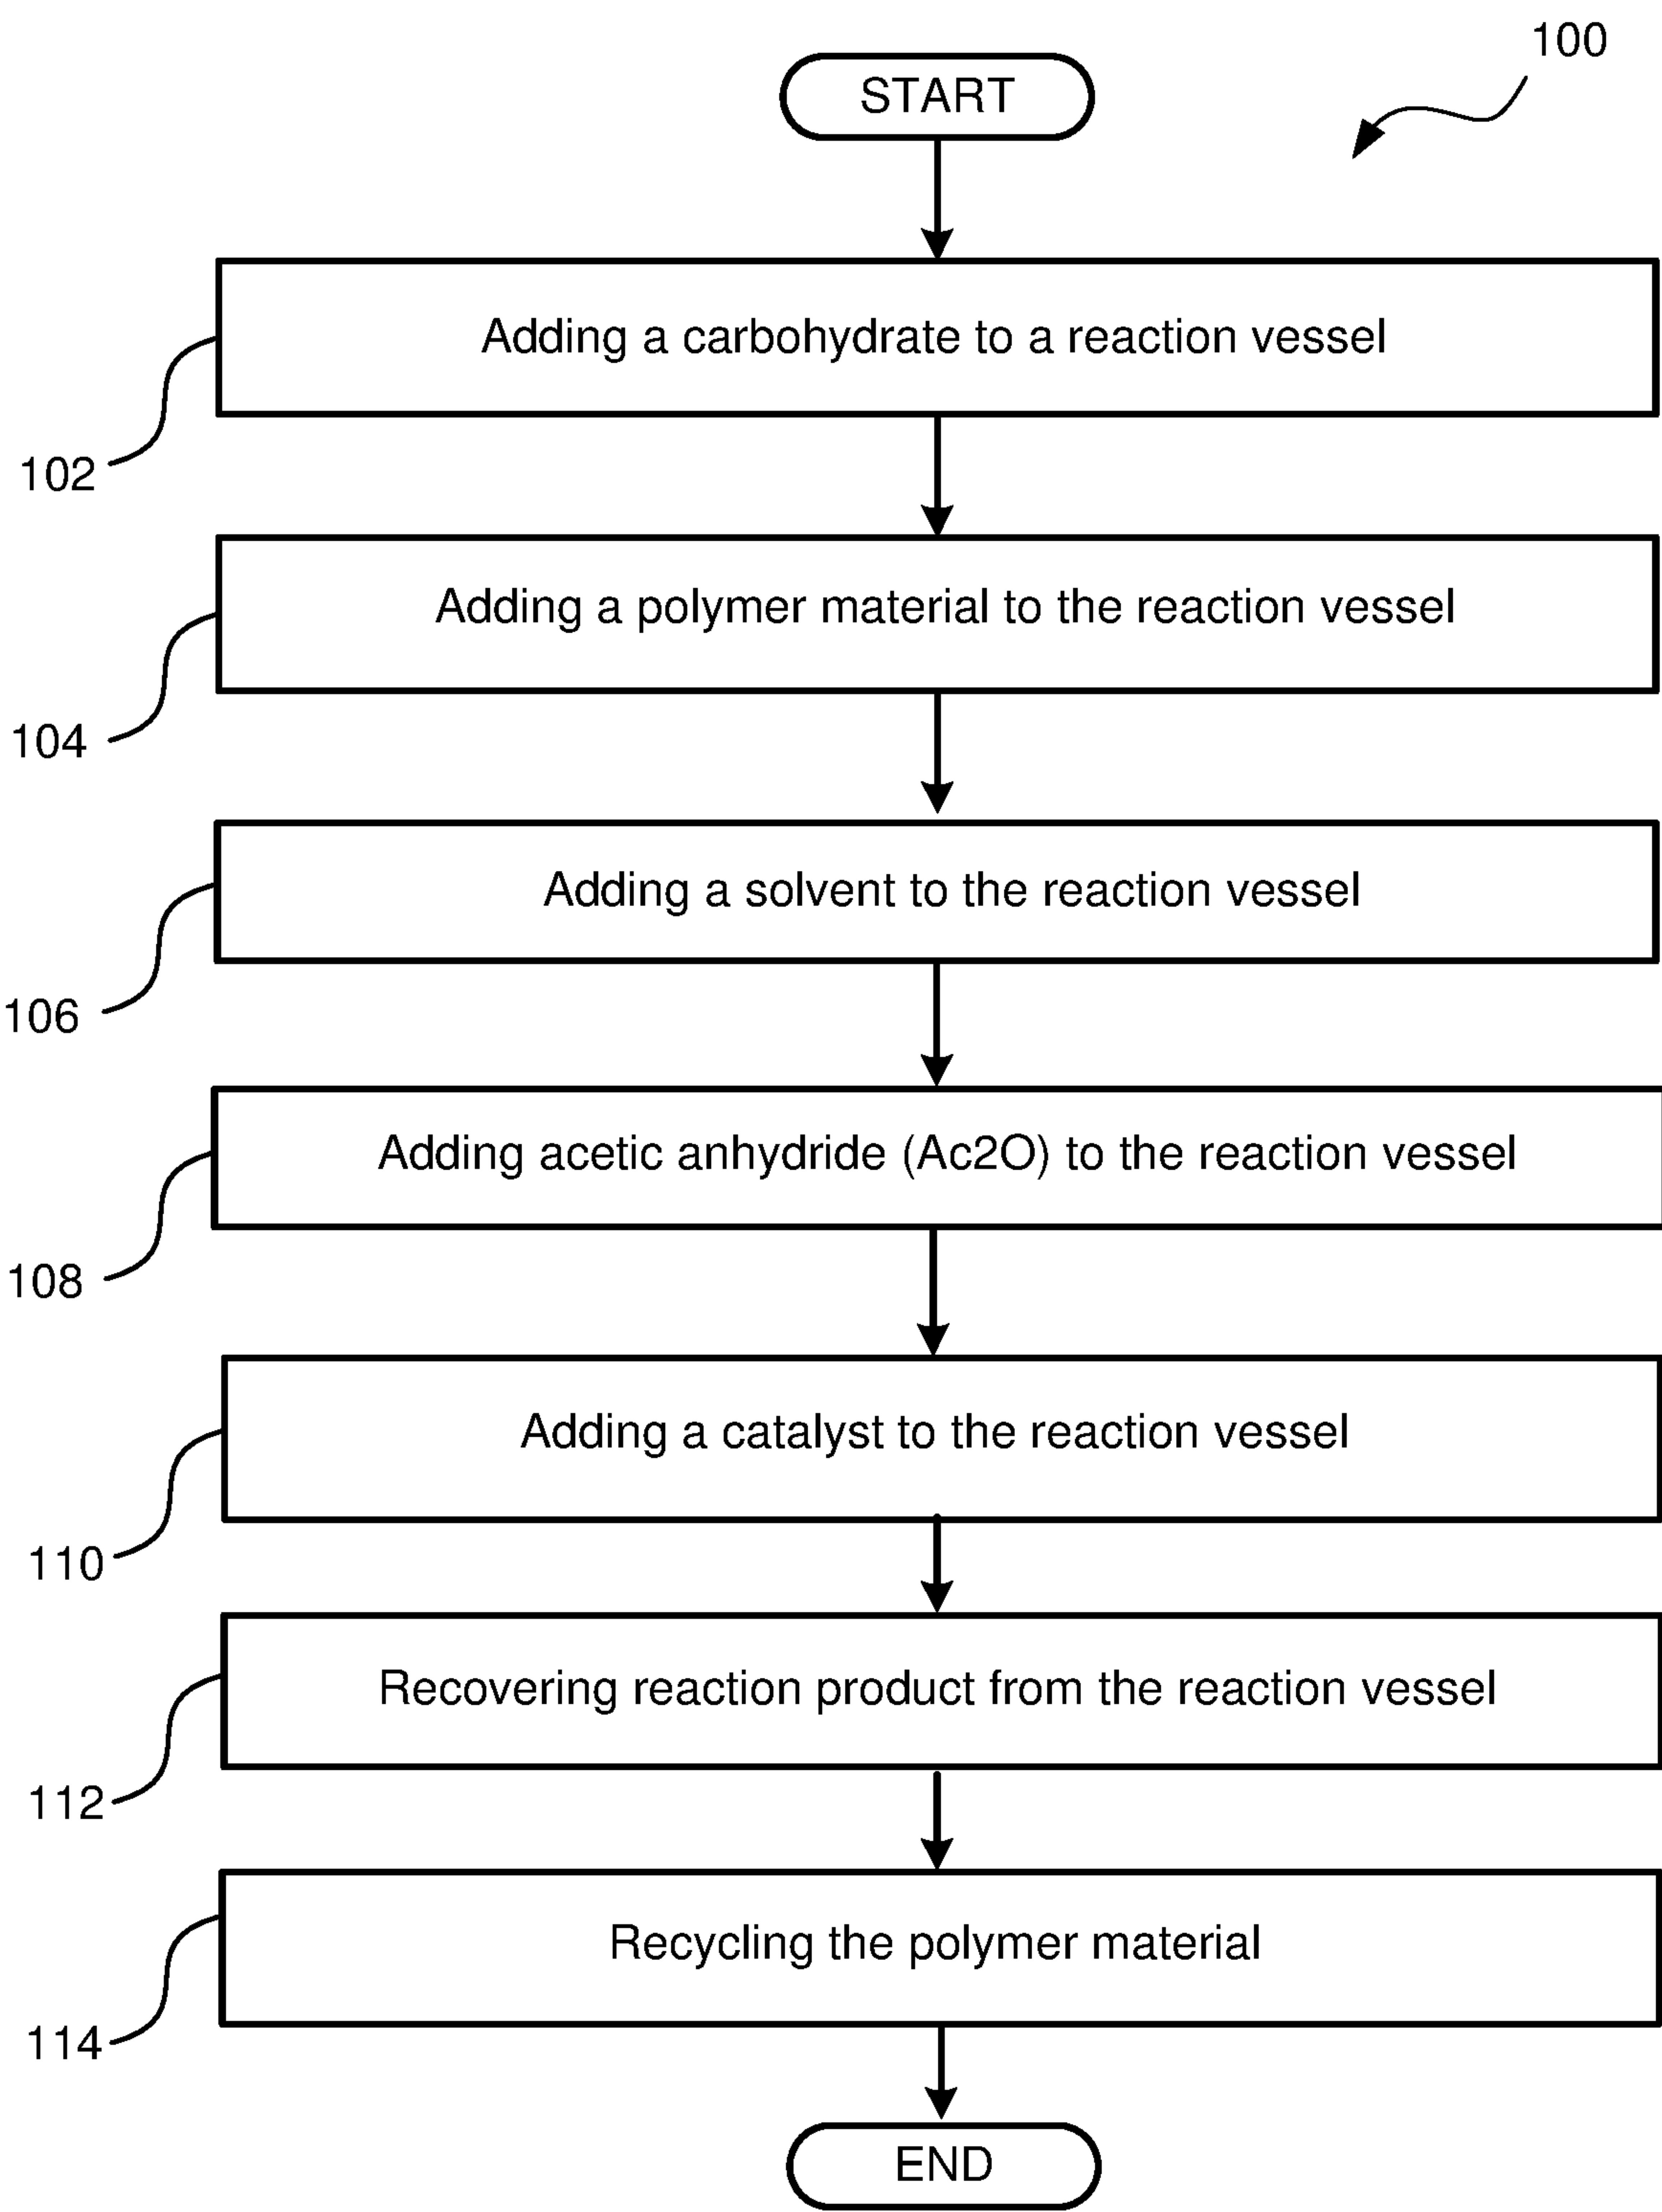 100
START
Adding a carbohydrate to a reaction vessel
102
Adding a polymer material to the reaction vessel
104
Adding a solvent to the reaction vessel
106
Adding acetic anhydride (Ac2O) to the reaction vessel
108
Adding a catalyst to the reaction vessel
110
Recovering reaction product from the reaction vessel
112
Recycling the polymer material
114
END